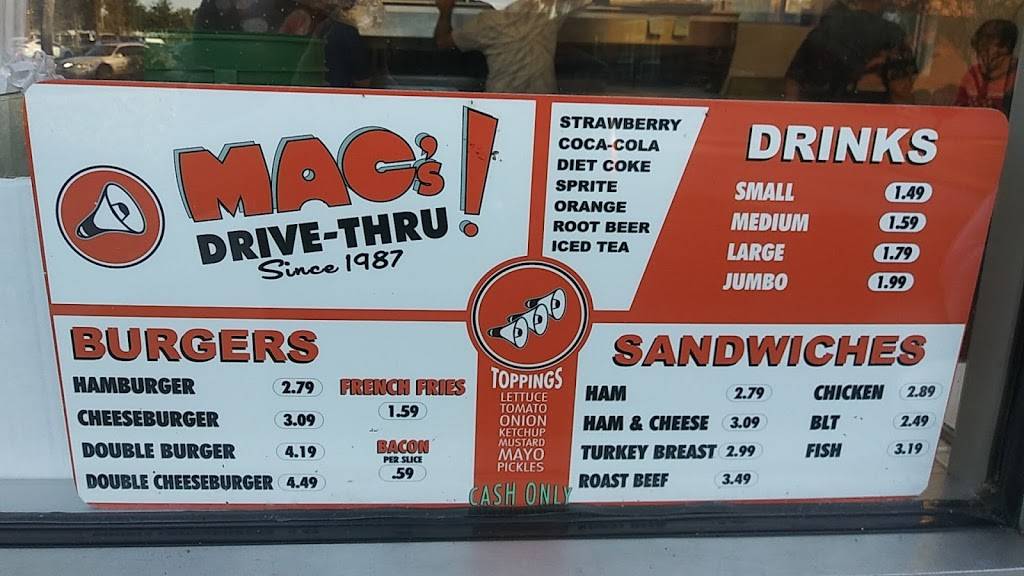 MAC's!
DRIVE-THRU
Since 1987
STRAWBERRY
COCA-COLA
DIET COKE
SPRITE
ORANGE
ROOT BEER
ICED TEA
DRINKS
SMALL 1.49
MEDIUM 1.59
LARGE 1.79
JUMBO 1.99
BURGERS
HAMBURGER 2.79
CHEESEBURGER 3.09
DOUBLE BURGER 4.19
DOUBLE CHEESEBURGER 4.49
FRENCH FRIES
1.59
BACON
PER SLICE
.59
TOPPINGS
LETTUCE
TOMATO
ONION
KETCHUP
MUSTARD
MAYO
PICKLES
CASH ONLY
SANDWICHES
HAM 2.79
HAM & CHEESE 3.09
TURKEY BREAST 2.99
ROAST BEEF 3.49
CHICKEN 2.89
BLT 2.49
FISH 3.19